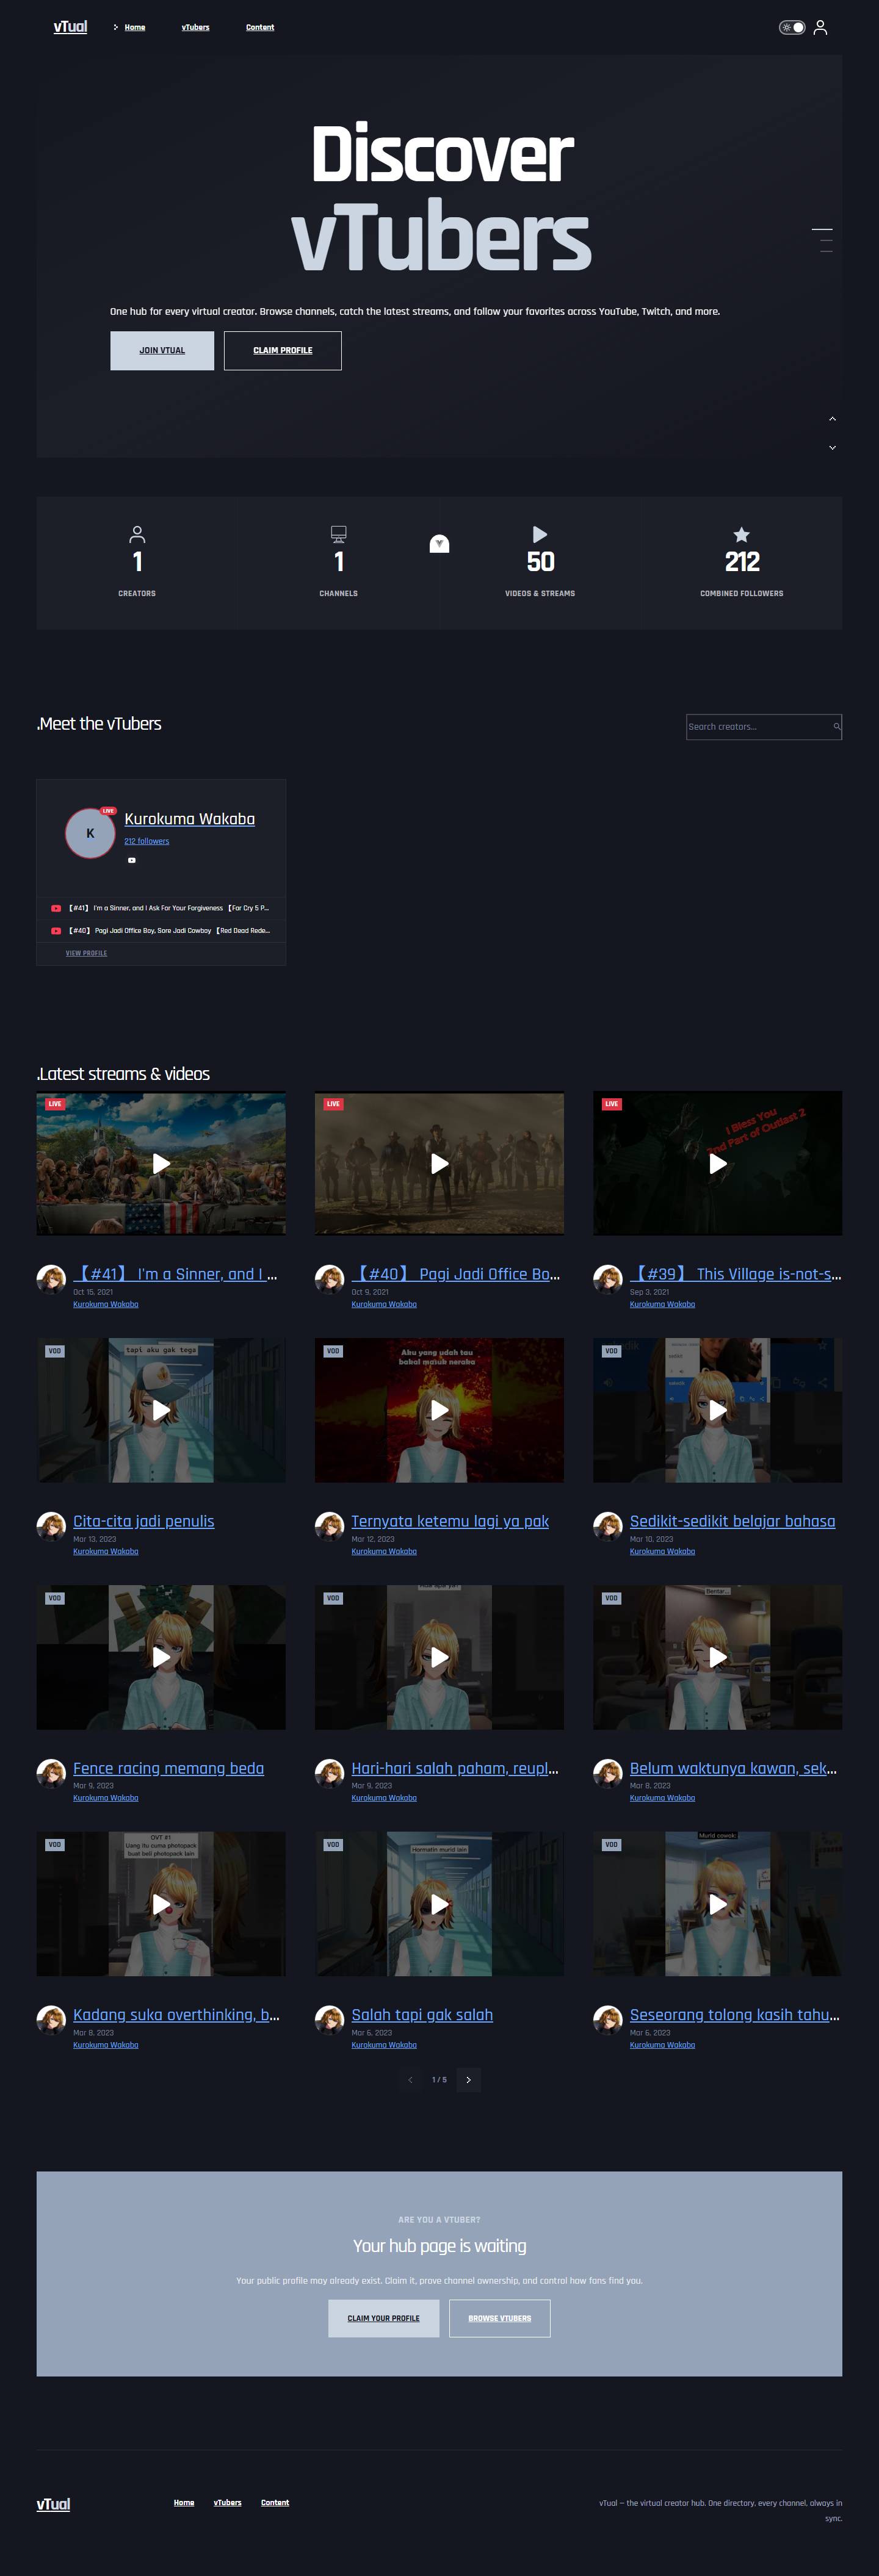 vTual
Home
vTubers
Content
Discover
vTubers
One hub for every virtual creator. Browse channels, catch the latest streams, and follow your favorites across YouTube, Twitch, and more.
JOIN VTUAL
CLAIM PROFILE
1
CREATORS
1
CHANNELS
50
VIDEOS & STREAMS
212
COMBINED FOLLOWERS
.Meet the vTubers
Search creators...
K
LIVE
Kurokuma Wakaba
212 followers
【#41】 I'm a Sinner, and I Ask For Your Forgiveness 【Far Cry 5 P...
【#40】 Pagi Jadi Office Boy, Sore Jadi Cowboy 【Red Dead Rede...
VIEW PROFILE
.Latest streams & videos
LIVE
LIVE
LIVE
I Bless You
2nd Part of Outlast 2
【#41】 I'm a Sinner, and I ...
Oct 15, 2021
Kurokuma Wakaba
【#40】 Pagi Jadi Office Bo...
Oct 9, 2021
Kurokuma Wakaba
【#39】 This Village is-not-s...
Sep 3, 2021
Kurokuma Wakaba
VOD
tapi aku gak tega
VOD
Aku yang udah tau
bakal masuk neraka
VOD
Cita-cita jadi penulis
Mar 13, 2023
Kurokuma Wakaba
Ternyata ketemu lagi ya pak
Mar 12, 2023
Kurokuma Wakaba
Sedikit-sedikit belajar bahasa
Mar 10, 2023
Kurokuma Wakaba
VOD
VOD
VOD
Bentar...
Fence racing memang beda
Mar 9, 2023
Kurokuma Wakaba
Hari-hari salah paham, reupl...
Mar 9, 2023
Kurokuma Wakaba
Belum waktunya kawan, sek...
Mar 8, 2023
Kurokuma Wakaba
VOD
OVT #1
Uang itu cuma photopack
buat beli photopack lain
VOD
Hormatin murid lain
VOD
Murid cowok:
Kadang suka overthinking, b...
Mar 8, 2023
Kurokuma Wakaba
Salah tapi gak salah
Mar 6, 2023
Kurokuma Wakaba
Seseorang tolong kasih tahu...
Mar 6, 2023
Kurokuma Wakaba
1 / 5
ARE YOU A VTUBER?
Your hub page is waiting
Your public profile may already exist. Claim it, prove channel ownership, and control how fans find you.
CLAIM YOUR PROFILE
BROWSE VTUBERS
vTual
Home
vTubers
Content
vTual — the virtual creator hub. One directory, every channel, always in
sync.